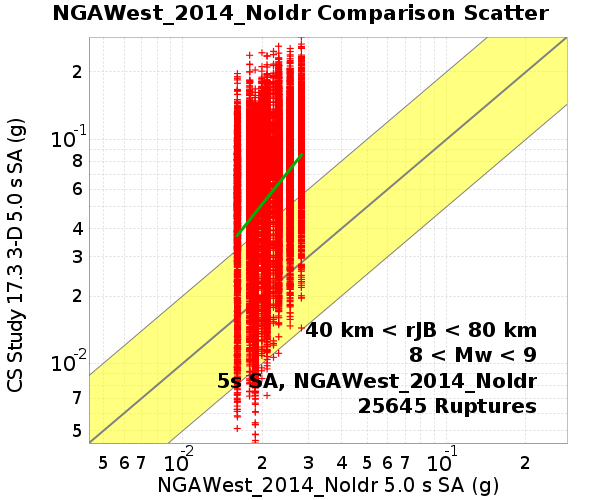 NGAWest_2014_NoIdr Comparison Scatter
CS Study 17.3 3-D 5.0 s SA (g)
2
10-1
8
6
4
3
2
10-2
7
5
40 km < rJB < 80 km
8 < Mw < 9
5s SA, NGAWest_2014_NoIdr
25645 Ruptures
5 6 7 10-2 2 3 4 5 6 7 10-1 2
NGAWest_2014_NoIdr 5.0 s SA (g)